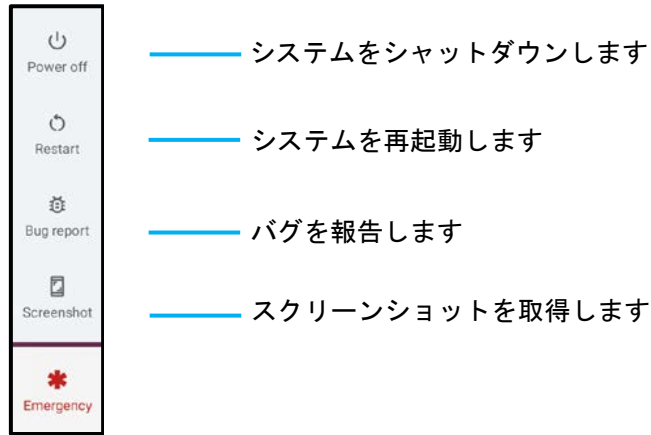 Power off
システムをシャットダウンします
Restart
システムを再起動します
Bug report
バグを報告します
Screenshot
スクリーンショットを取得します
Emergency